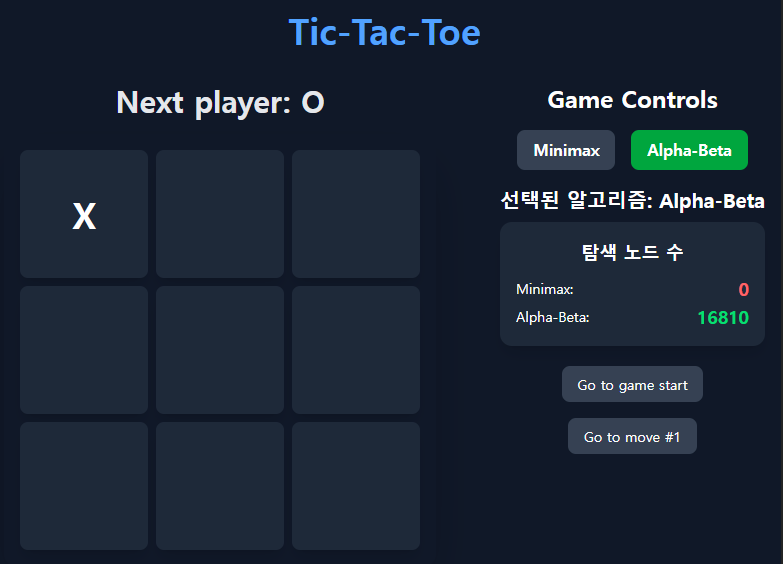 Tic-Tac-Toe
Next player: O
X
Game Controls
Minimax
Alpha-Beta
선택된 알고리즘: Alpha-Beta
탐색 노드 수
Minimax: 0
Alpha-Beta: 16810
Go to game start
Go to move #1